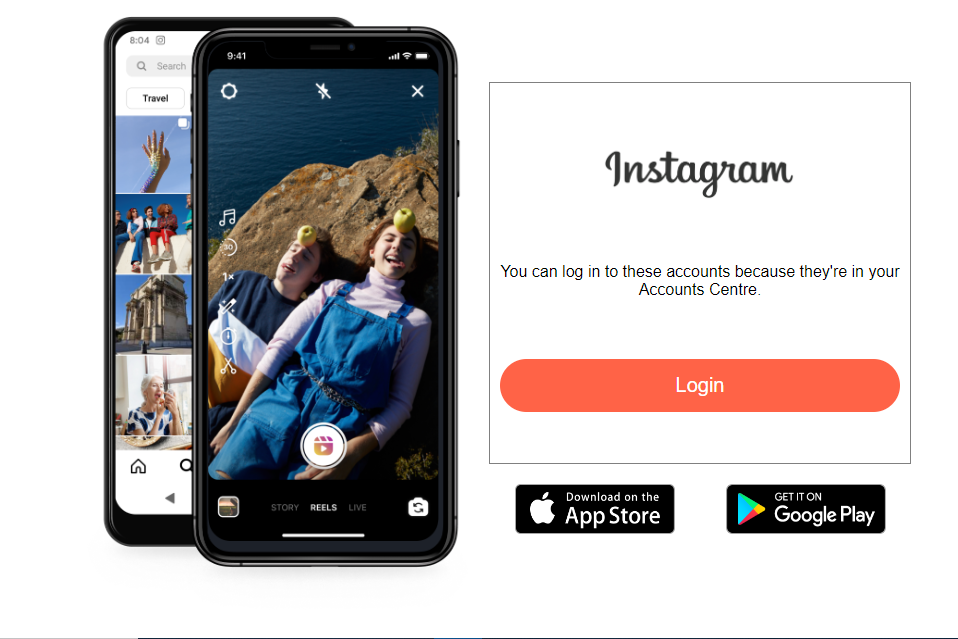 8:04
Search
Travel
9:41
30
1×
STORY REELS LIVE
Instagram
You can log in to these accounts because they're in your
Accounts Centre.
Login
Download on the
App Store
GET IT ON
Google Play